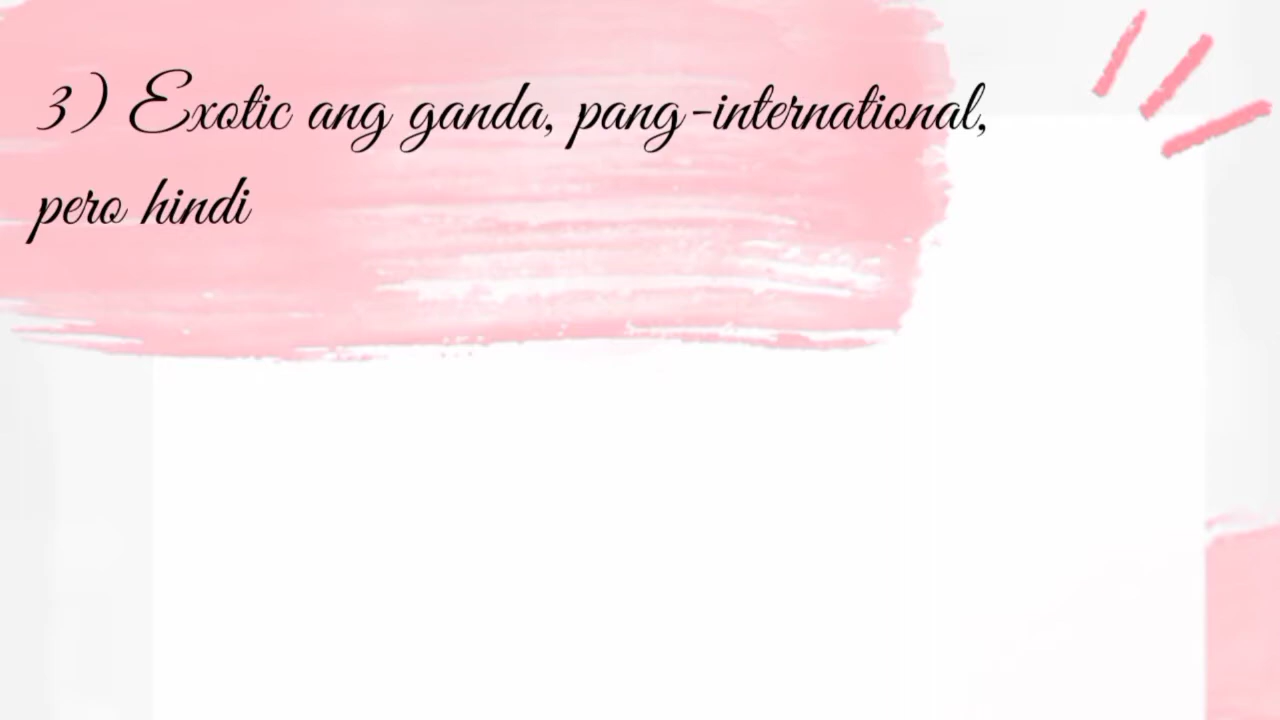 3) Exotic ang ganda, pang-international,
pero hindi